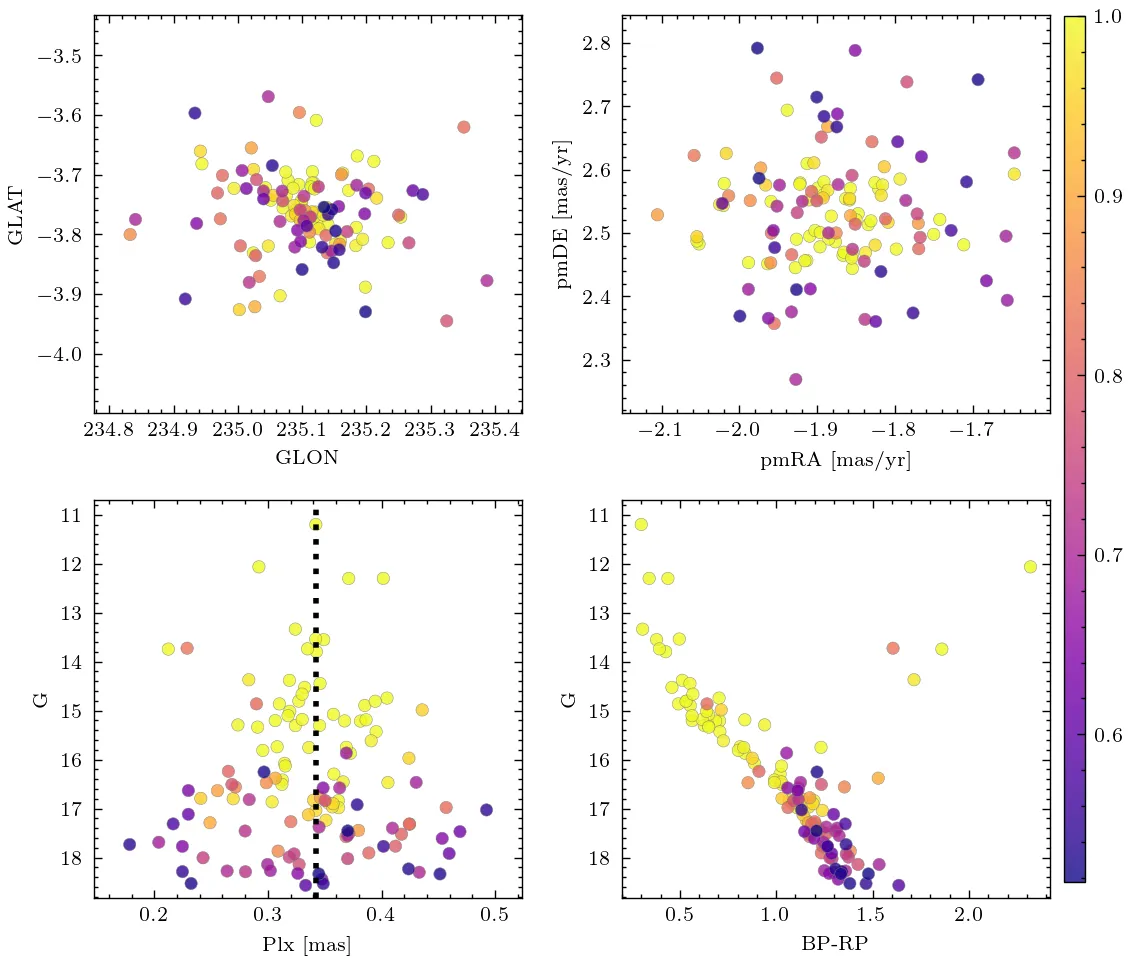 −3.5
−3.6
−3.7
−3.8
−3.9
−4.0
GLAT
234.8 234.9 235.0 235.1 235.2 235.3 235.4
GLON
2.8
2.7
2.6
2.5
2.4
2.3
pmDE [mas/yr]
−2.1 −2.0 −1.9 −1.8 −1.7
pmRA [mas/yr]
1.0
0.9
0.8
0.7
0.6
11
12
13
14
15
16
17
18
G
0.2 0.3 0.4 0.5
Plx [mas]
11
12
13
14
15
16
17
18
G
0.5 1.0 1.5 2.0
BP-RP